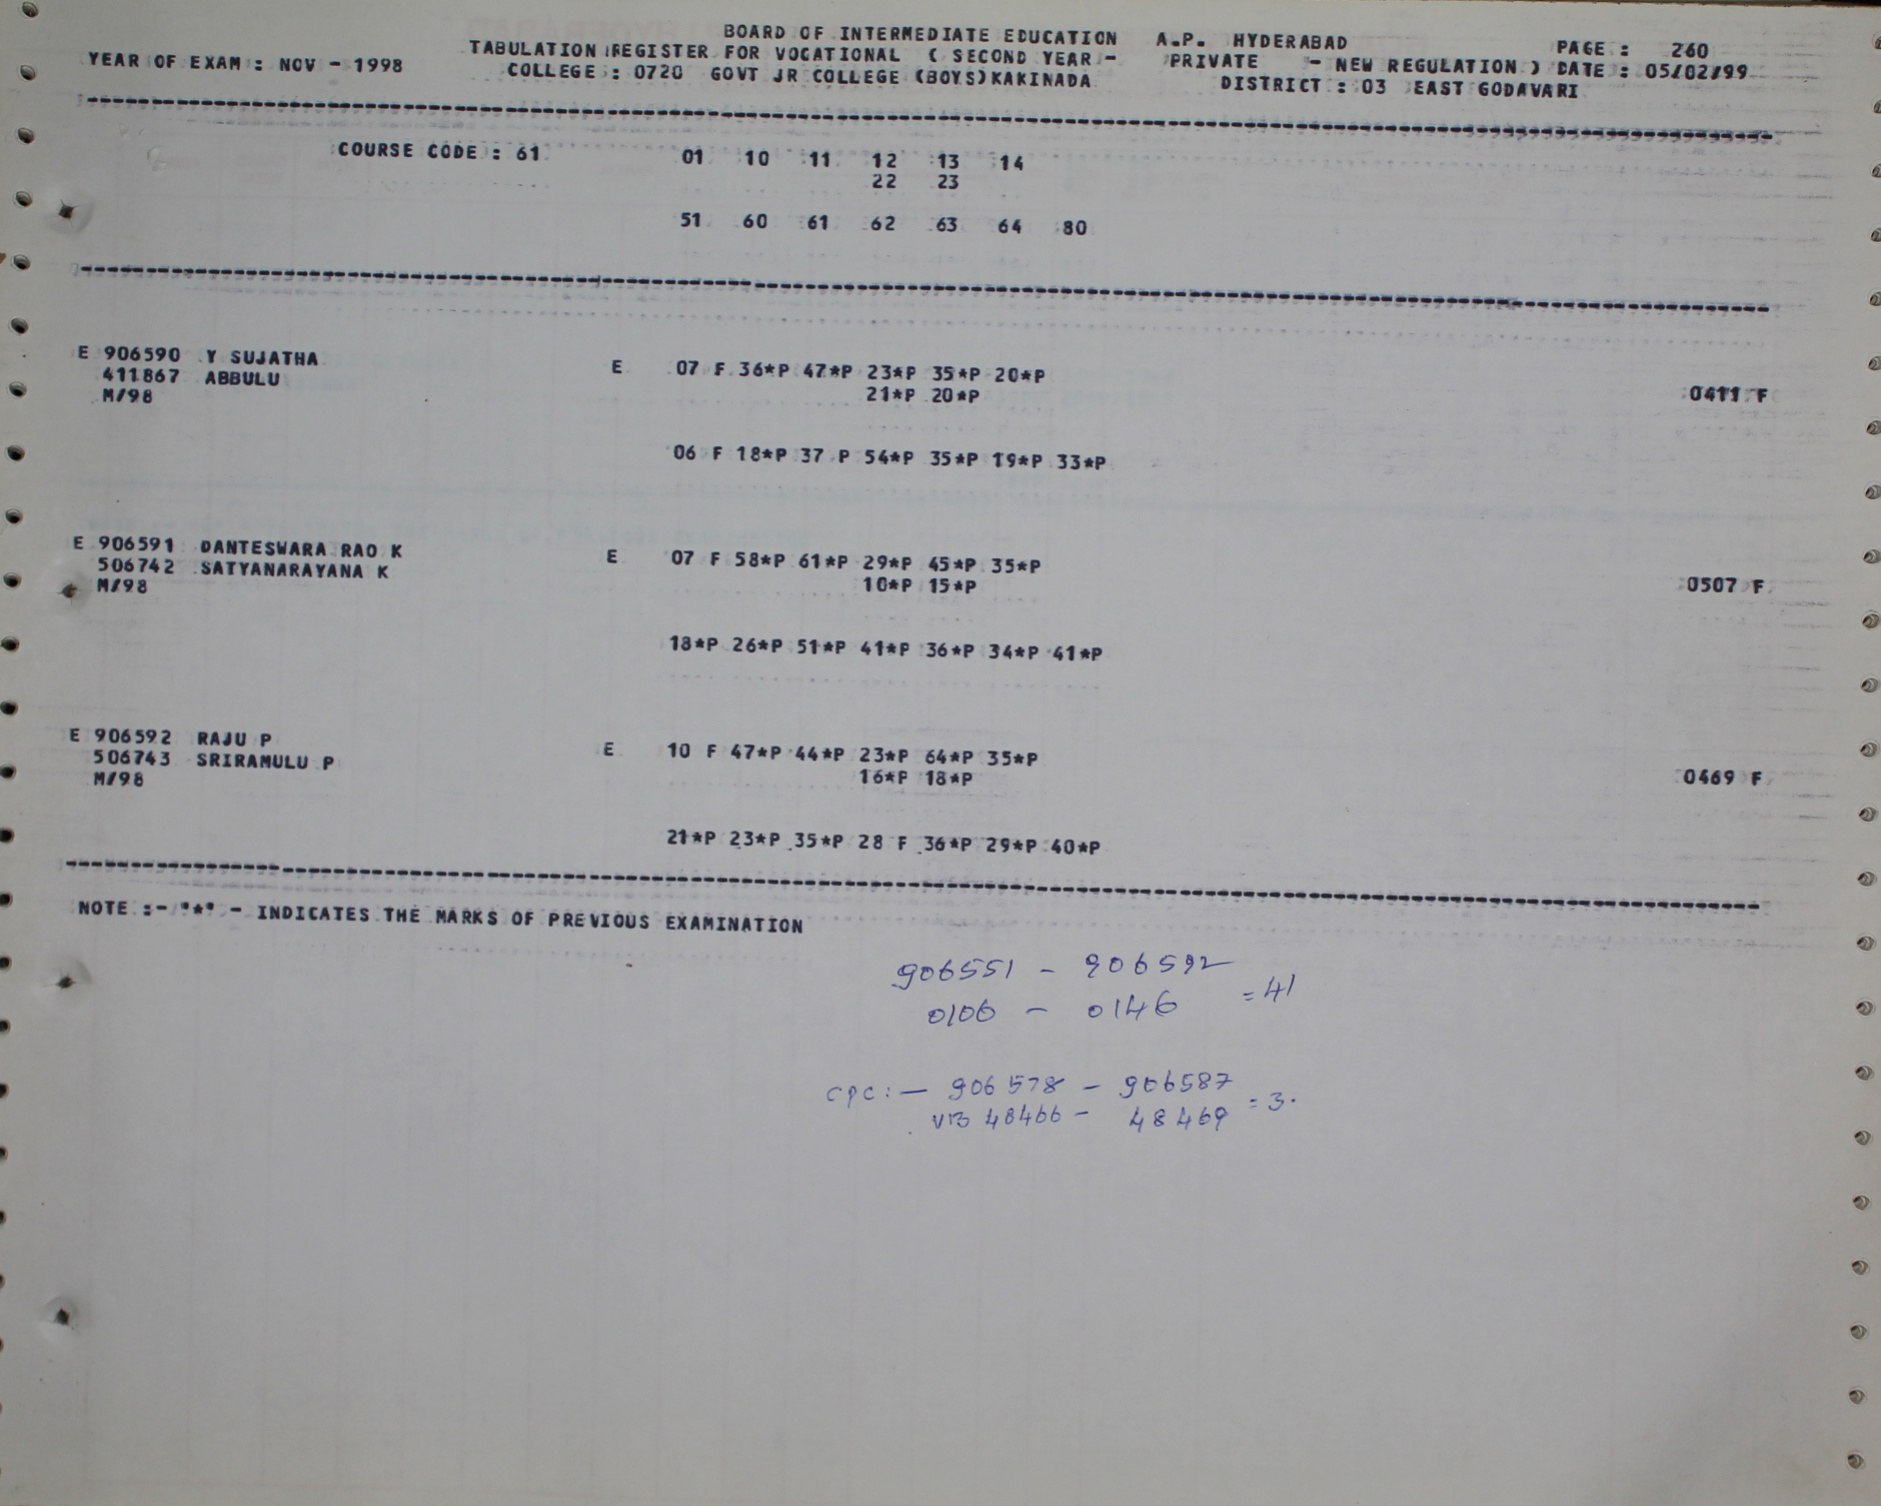 BOARD OF INTERMEDIATE EDUCATION A.P. HYDERABAD
YEAR OF EXAM : NOV - 1998 TABULATION REGISTER FOR VOCATIONAL ( SECOND YEAR - PRIVATE - NEW REGULATION ) PAGE : 260
COLLEGE : 0720 GOVT JR COLLEGE (BOYS)KAKINADA DISTRICT : 03 EAST GODAVARI DATE : 05/02/99
COURSE CODE : 61 01 10 11 12 13 14
22 23
51 60 61 62 63 64 80
E 906590 Y SUJATHA E 07 F 36*P 47*P 23*P 35*P 20*P
411867 ABBULU 21*P 20*P 0411 F
M/98
06 F 18*P 37 P 54*P 35*P 19*P 33*P
E 906591 DANTESWARA RAO K E 07 F 58*P 61*P 29*P 45*P 35*P
506742 SATYANARAYANA K 10*P 15*P 0507 F
M/98
18*P 26*P 51*P 41*P 36*P 34*P 41*P
E 906592 RAJU P E 10 F 47*P 44*P 23*P 64*P 35*P
506743 SRIRAMULU P 16*P 18*P 0469 F
M/98
21*P 23*P 35*P 28 F 36*P 29*P 40*P
NOTE :- "*" - INDICATES THE MARKS OF PREVIOUS EXAMINATION
906551 - 906592
0106 - 0146 = 41
CPC :- 906578 - 906587
VB 48466 - 48469 = 3.